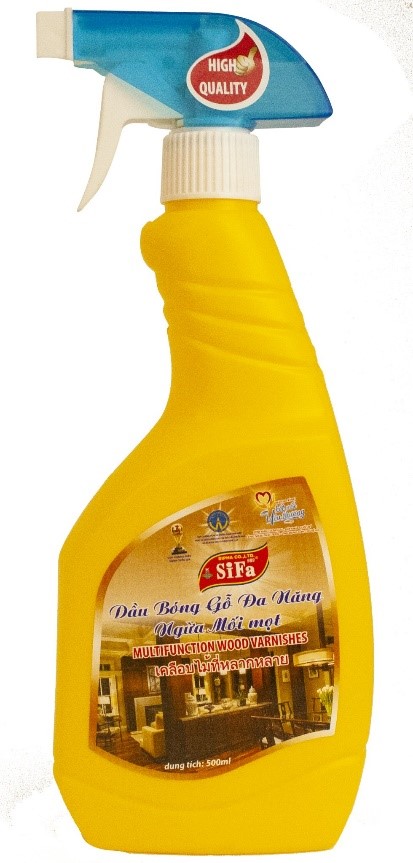 HIGH
QUALITY
SiFa
Dầu Bóng Gỗ Đa Năng
Ngừa Mối mọt
MULTI FUNCTION WOOD VARNISHES
เคลือบไม้ที่หลากหลาย
dung tích: 500ml